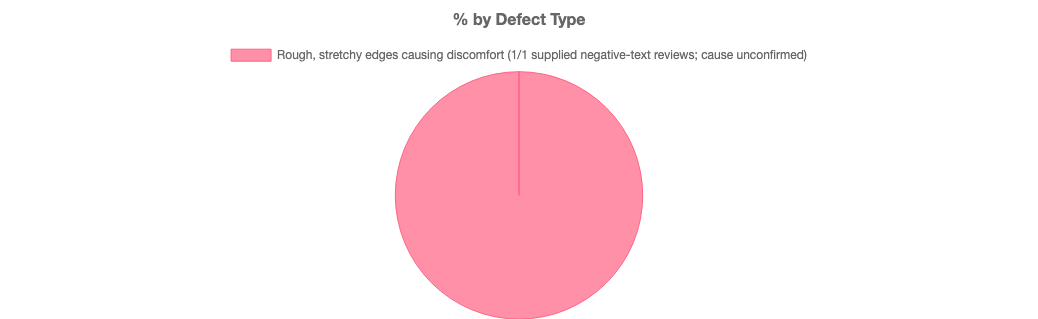 % by Defect Type
Rough, stretchy edges causing discomfort (1/1 supplied negative-text reviews; cause unconfirmed)